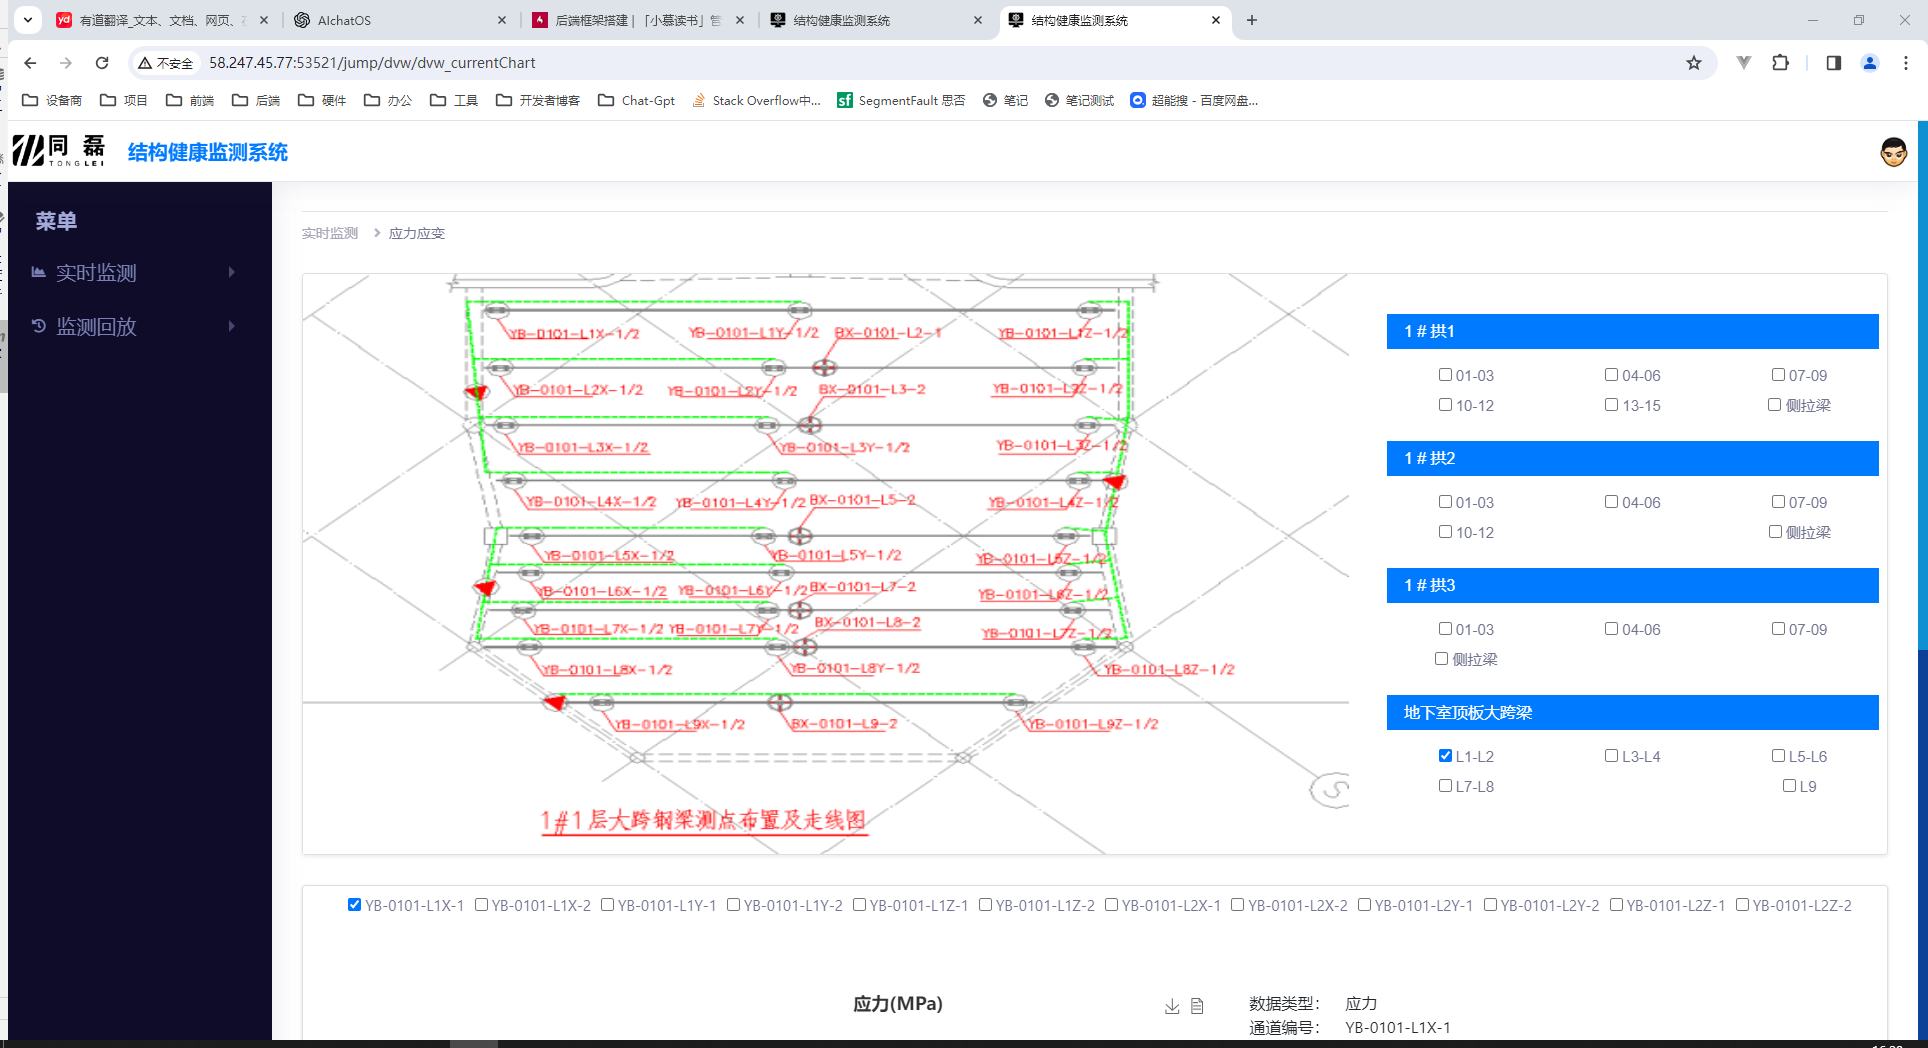 有道翻译_文本、文档、网页、
AIchatOS
后端框架搭建 | 「小慕读书」管
结构健康监测系统
结构健康监测系统
不安全
58.247.45.77:53521/jump/dvw/dvw_currentChart
设备商
项目
前端
后端
硬件
办公
工具
开发者博客
Chat-Gpt
Stack Overflow中...
SegmentFault 思否
笔记
笔记测试
超能搜 - 百度网盘...
同磊
TONGLEI
结构健康监测系统
菜单
实时监测
监测回放
实时监测 > 应力应变
YB-0101-L1X-1/2 YB-0101-L1Y-1/2 BX-0101-L2-1 YB-0101-L1Z-1/2
YB-0101-L2X-1/2 YB-0101-L2Y-1/2 BX-0101-L3-2 YB-0101-L2Z-1/2
YB-0101-L3X-1/2 YB-0101-L3Y-1/2 YB-0101-L3Z-1/2
YB-0101-L4X-1/2 YB-0101-L4Y-1/2 BX-0101-L5-2 YB-0101-L4Z-1/2
YB-0101-L5X-1/2 YB-0101-L5Y-1/2 YB-0101-L5Z-1/2
YB-0101-L6X-1/2 YB-0101-L6Y-1/2 BX-0101-L7-2 YB-0101-L6Z-1/2
YB-0101-L7X-1/2 YB-0101-L7Y-1/2 BX-0101-L8-2 YB-0101-L7Z-1/2
YB-0101-L8X-1/2 YB-0101-L8Y-1/2 YB-0101-L8Z-1/2
YB-0101-L9X-1/2 BX-0101-L9-2 YB-0101-L9Z-1/2
1#1层大跨钢梁测点布置及走线图
1＃拱1
01-03 04-06 07-09
10-12 13-15 侧拉梁
1＃拱2
01-03 04-06 07-09
10-12 侧拉梁
1＃拱3
01-03 04-06 07-09
侧拉梁
地下室顶板大跨梁
L1-L2 L3-L4 L5-L6
L7-L8 L9
YB-0101-L1X-1 YB-0101-L1X-2 YB-0101-L1Y-1 YB-0101-L1Y-2 YB-0101-L1Z-1 YB-0101-L1Z-2 YB-0101-L2X-1 YB-0101-L2X-2 YB-0101-L2Y-1 YB-0101-L2Y-2 YB-0101-L2Z-1 YB-0101-L2Z-2
应力(MPa)
数据类型： 应力
通道编号： YB-0101-L1X-1